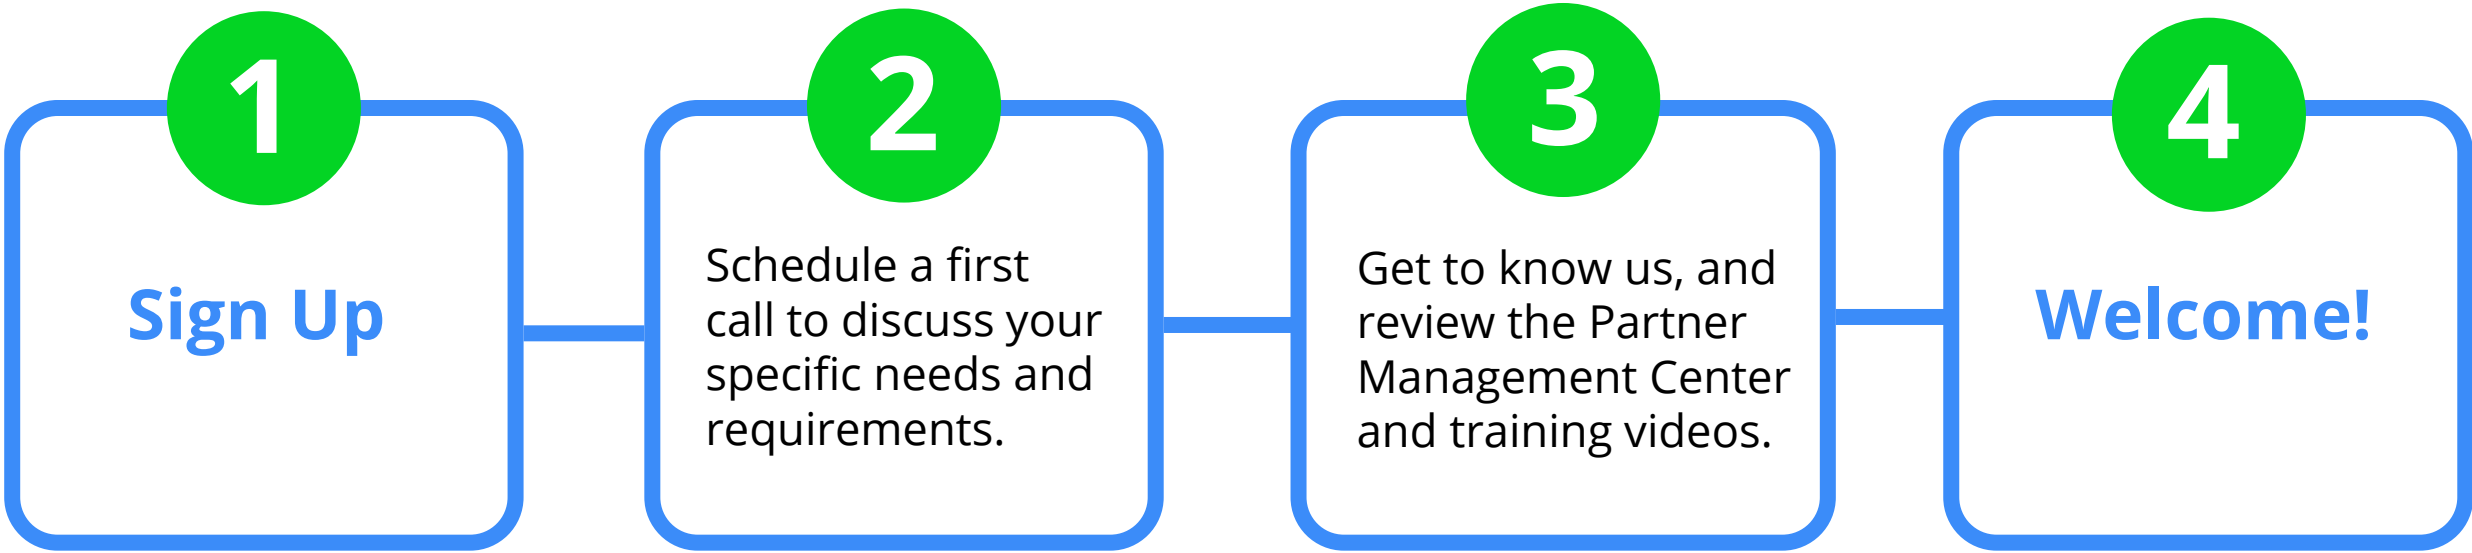 1
Sign Up
2
Schedule a first
call to discuss your
specific needs and
requirements.
3
Get to know us, and
review the Partner
Management Center
and training videos.
4
Welcome!